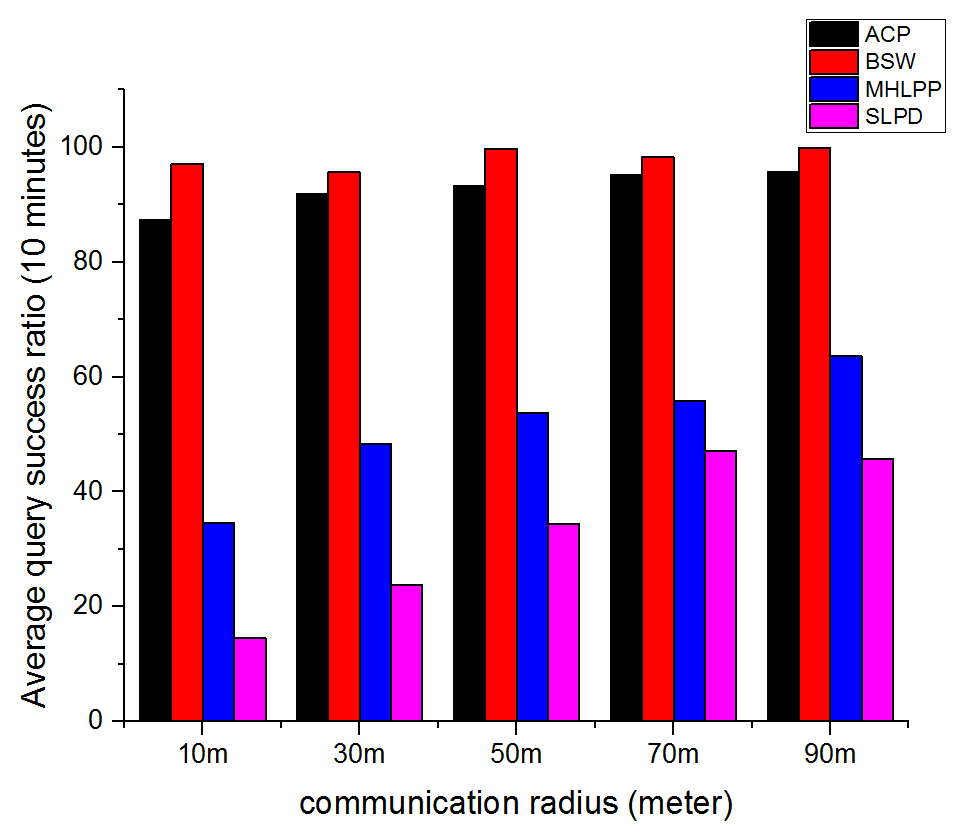 ACP
BSW
MHLPP
SLPD
Average query success ratio (10 minutes)
100
80
60
40
20
0
10m 30m 50m 70m 90m
communication radius (meter)